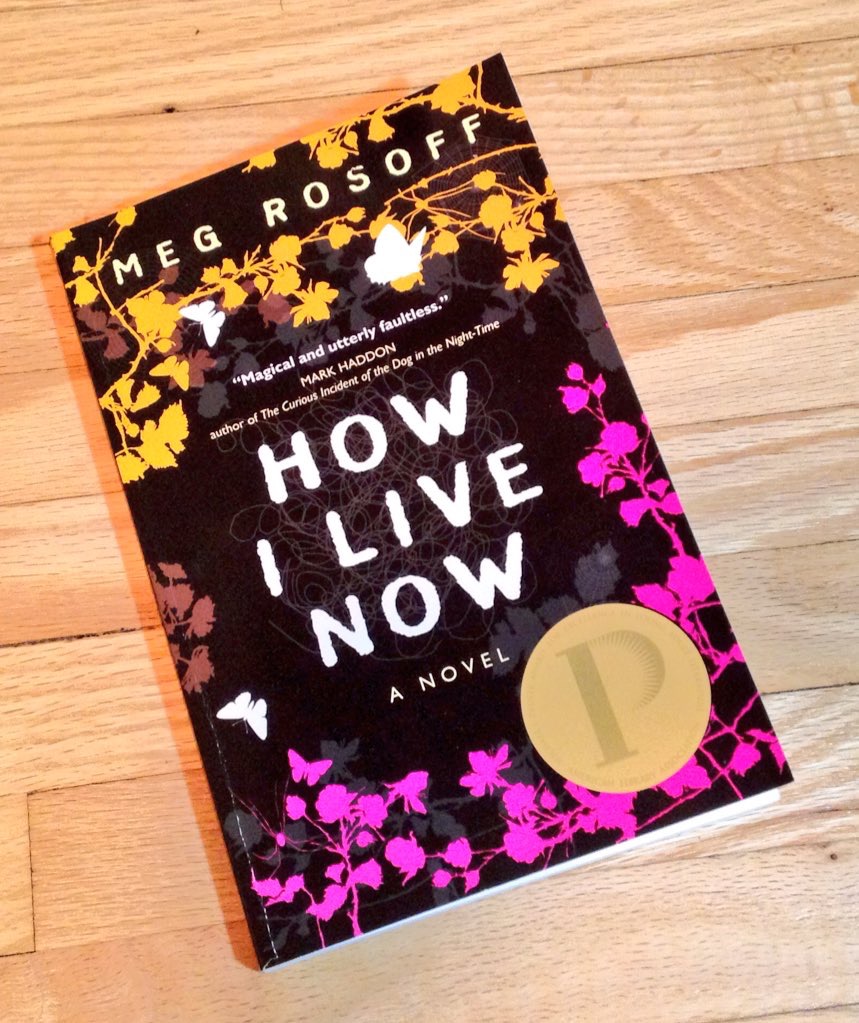 MEG ROSOFF
“Magical and utterly faultless.”
MARK HADDON
author of The Curious Incident of the Dog in the Night-Time
HOW
I LIVE
NOW
A NOVEL
P